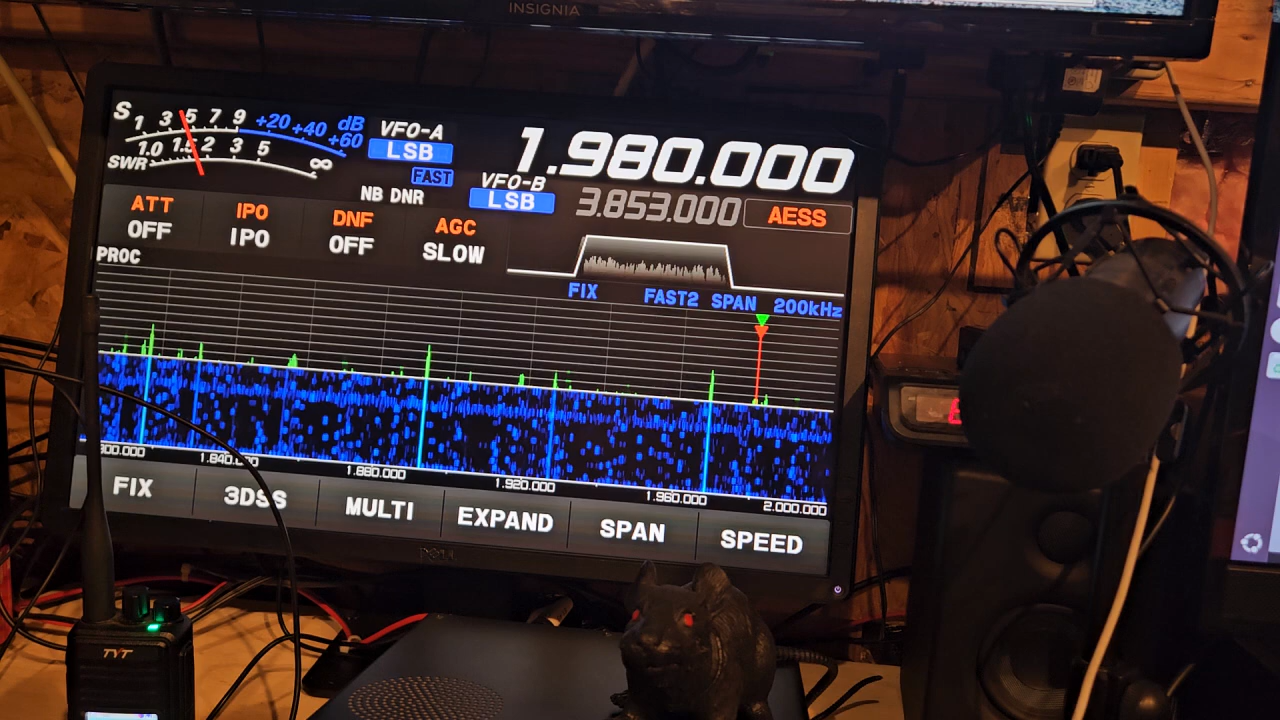 INSIGNIA
S 1 3 5 7 9 +20 +40 +60 dB
SWR 1.0 1.5 2 3 5 ∞
VFO-A
LSB
FAST
1.980.000
NB DNR
VFO-B
LSB
3.853.000
AESS
ATT
OFF
IPO
IPO
DNF
OFF
AGC
SLOW
PROC
FIX FAST2 SPAN 200kHz
1.840.000 1.880.000 1.920.000 1.960.000 2.000.000
FIX 3DSS MULTI EXPAND SPAN SPEED
DELL
TYT